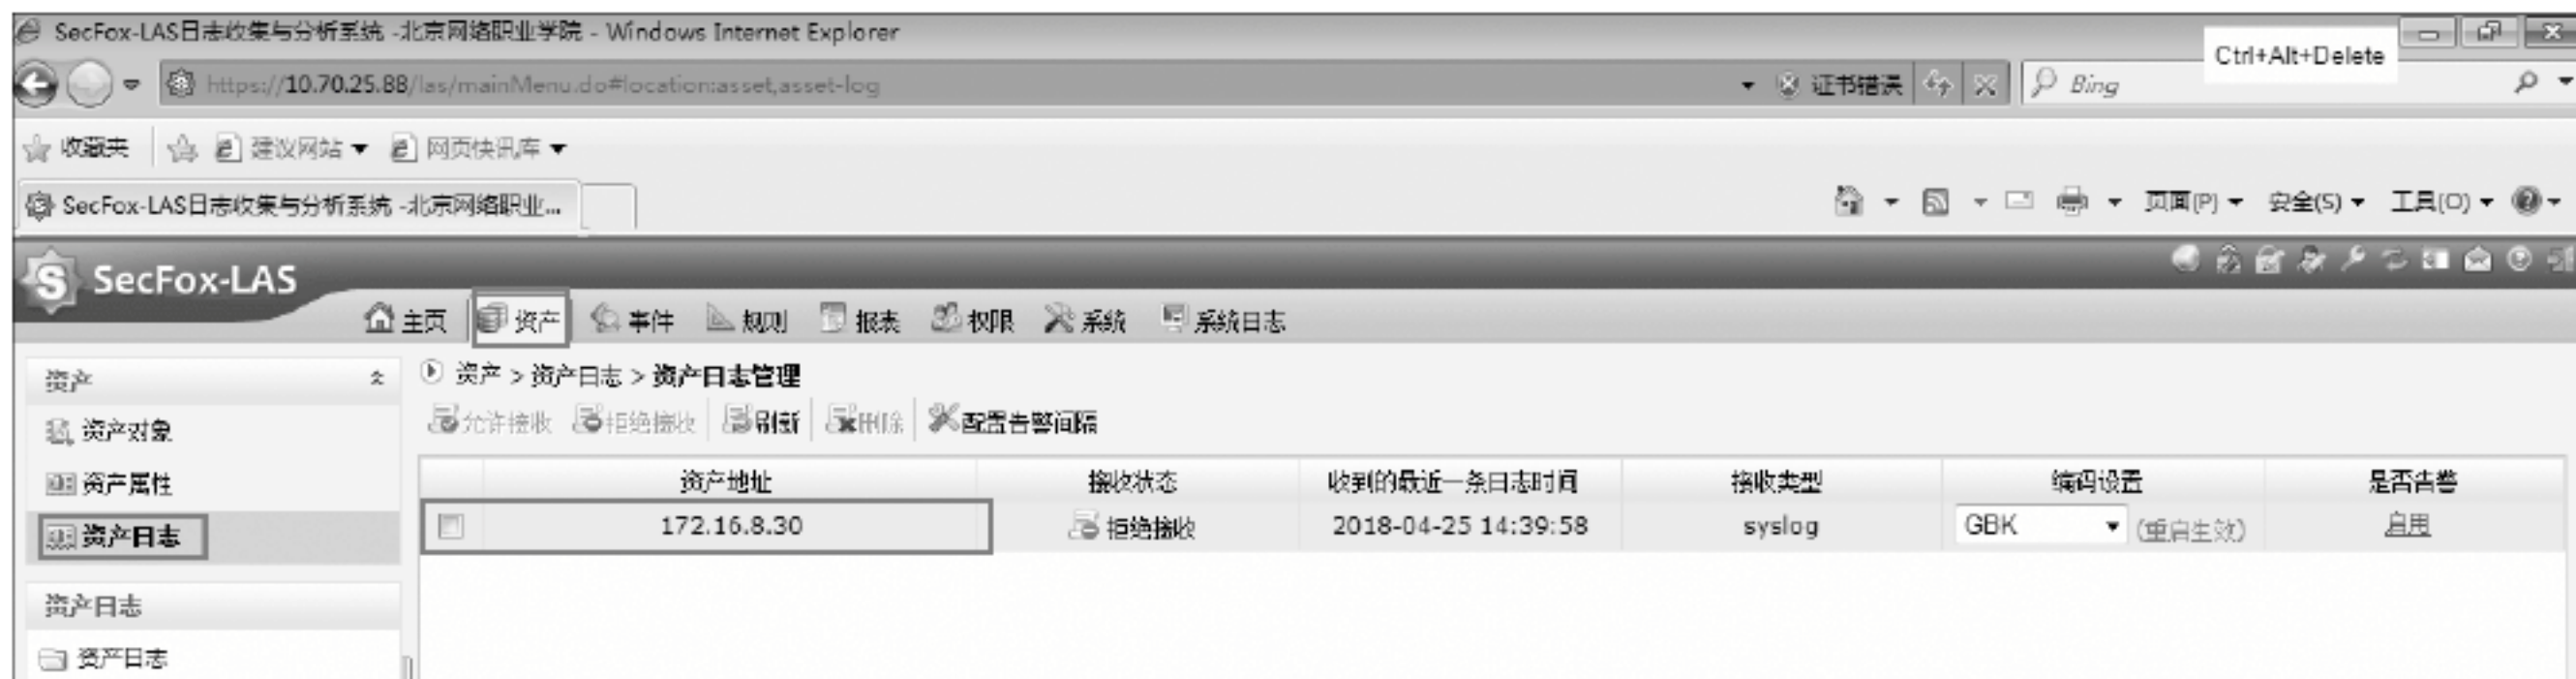 SecFox-LAS日志收集与分析系统 -北京网络职业学院 - Windows Internet Explorer
Ctrl+Alt+Delete
https://10.70.25.88/las/mainMenu.do#location:asset,asset-log 证书错误 Bing
收藏夹 建议网站 网页快讯库
SecFox-LAS日志收集与分析系统 -北京网络职业... 页面(P) 安全(S) 工具(O)
SecFox-LAS
主页 资产 事件 规则 报表 权限 系统 系统日志
资产
资产 > 资产日志 > 资产日志管理
资产对象
资产属性
资产日志
资产日志
资产日志
允许接收 拒绝接收 刷新 删除 配置告警间隔
资产地址 接收状态 收到的最近一条日志时间 接收类型 编码设置 是否告警
172.16.8.30 拒绝接收 2018-04-25 14:39:58 syslog GBK (重启生效) 启用